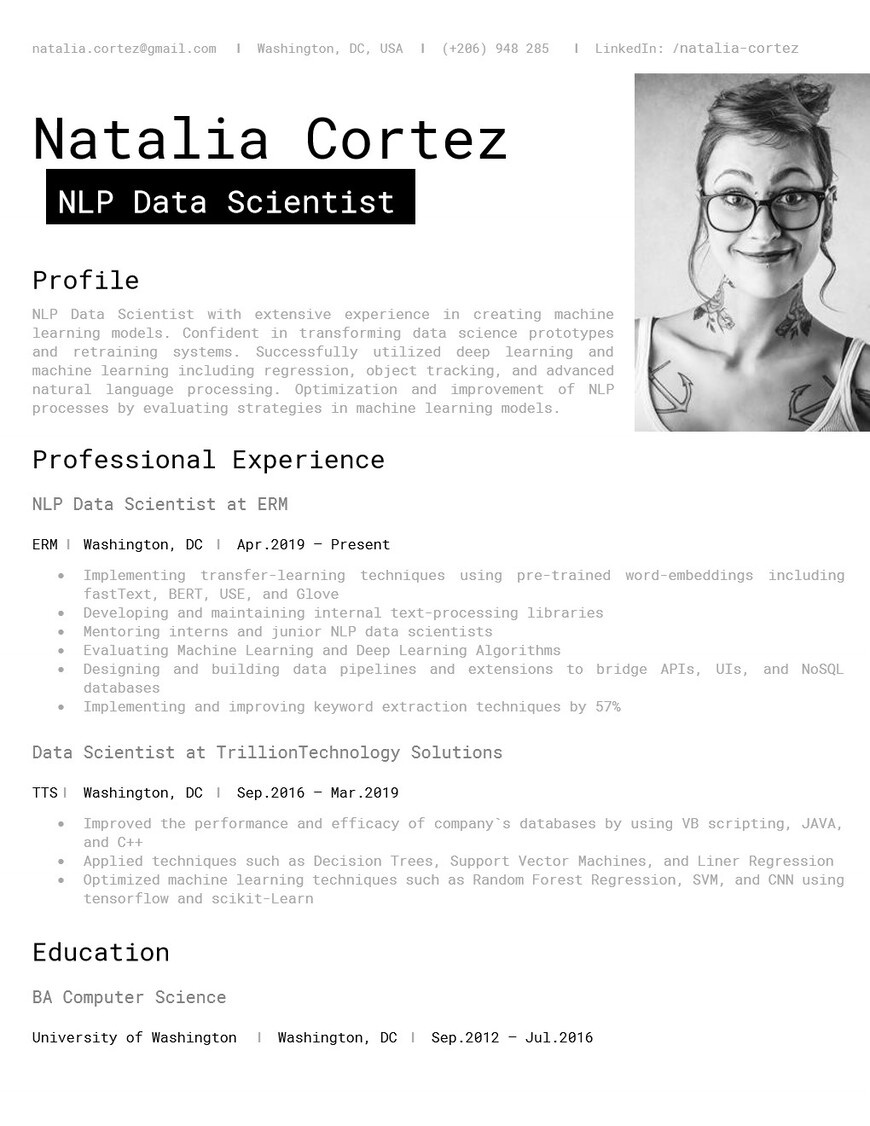 natalia.cortez@gmail.com I Washington, DC, USA I (+206) 948 285 I LinkedIn: /natalia-cortez
Natalia Cortez
NLP Data Scientist
Profile
NLP Data Scientist with extensive experience in creating machine
learning models. Confident in transforming data science prototypes
and retraining systems. Successfully utilized deep learning and
machine learning including regression, object tracking, and advanced
natural language processing. Optimization and improvement of NLP
processes by evaluating strategies in machine learning models.
Professional Experience
NLP Data Scientist at ERM
ERM I Washington, DC I Apr.2019 – Present
• Implementing transfer-learning techniques using pre-trained word-embeddings including
fastText, BERT, USE, and Glove
• Developing and maintaining internal text-processing libraries
• Mentoring interns and junior NLP data scientists
• Evaluating Machine Learning and Deep Learning Algorithms
• Designing and building data pipelines and extensions to bridge APIs, UIs, and NoSQL
databases
• Implementing and improving keyword extraction techniques by 57%
Data Scientist at TrillionTechnology Solutions
TTS I Washington, DC I Sep.2016 – Mar.2019
• Improved the performance and efficacy of company`s databases by using VB scripting, JAVA,
and C++
• Applied techniques such as Decision Trees, Support Vector Machines, and Liner Regression
• Optimized machine learning techniques such as Random Forest Regression, SVM, and CNN using
tensorflow and scikit-Learn
Education
BA Computer Science
University of Washington I Washington, DC I Sep.2012 – Jul.2016